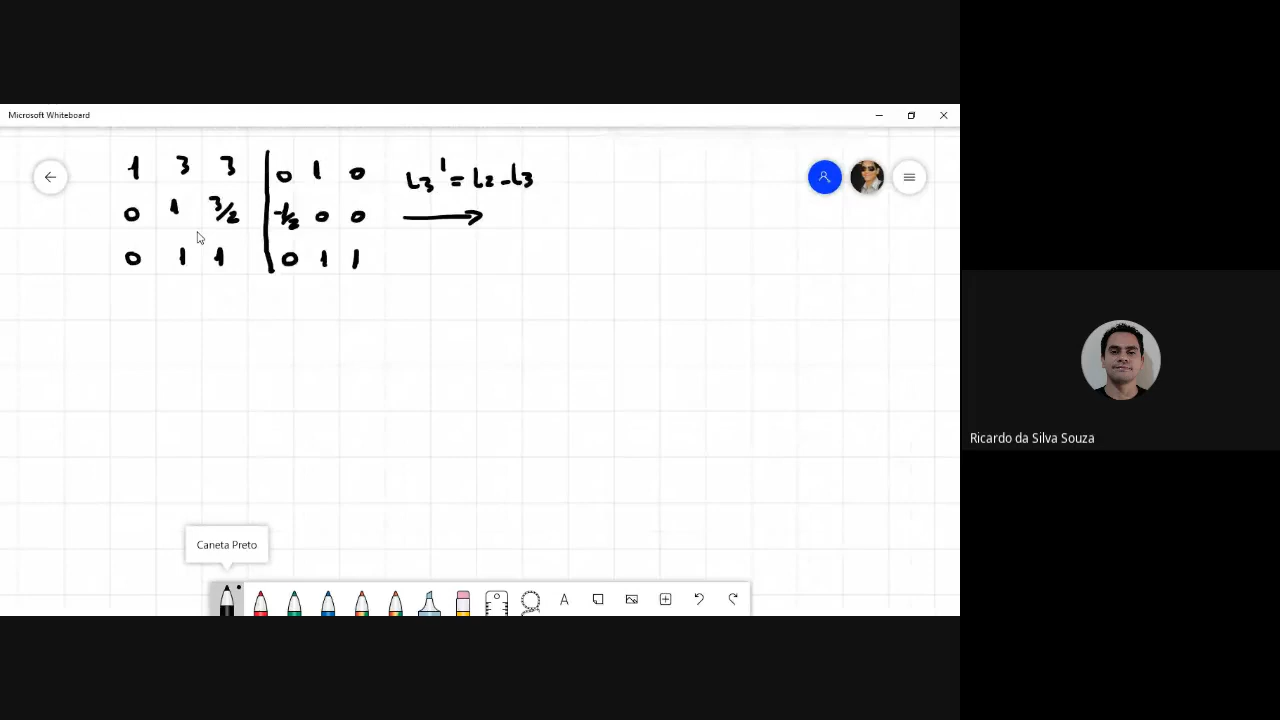 Microsoft Whiteboard
1 3 3 | 0 1 0 L3' = L2 - L3
0 1 3/2 | 1/2 0 0 →
0 1 1 | 0 1 1
Ricardo da Silva Souza
Caneta Preto
A